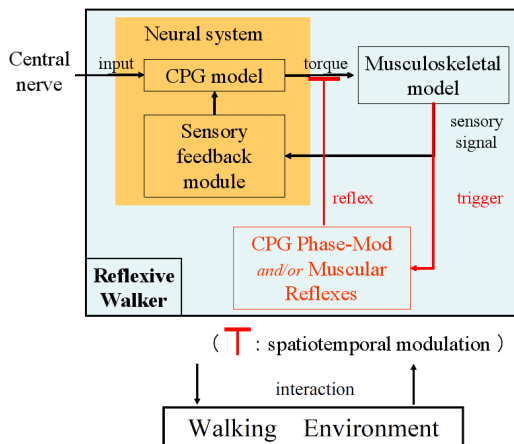 Neural system
Central
nerve
input
CPG model
torque
Musculoskeletal
model
Sensory
feedback
module
sensory
signal
reflex
trigger
CPG Phase-Mod
and/or Muscular
Reflexes
Reflexive
Walker
( : spatiotemporal modulation )
interaction
Walking Environment